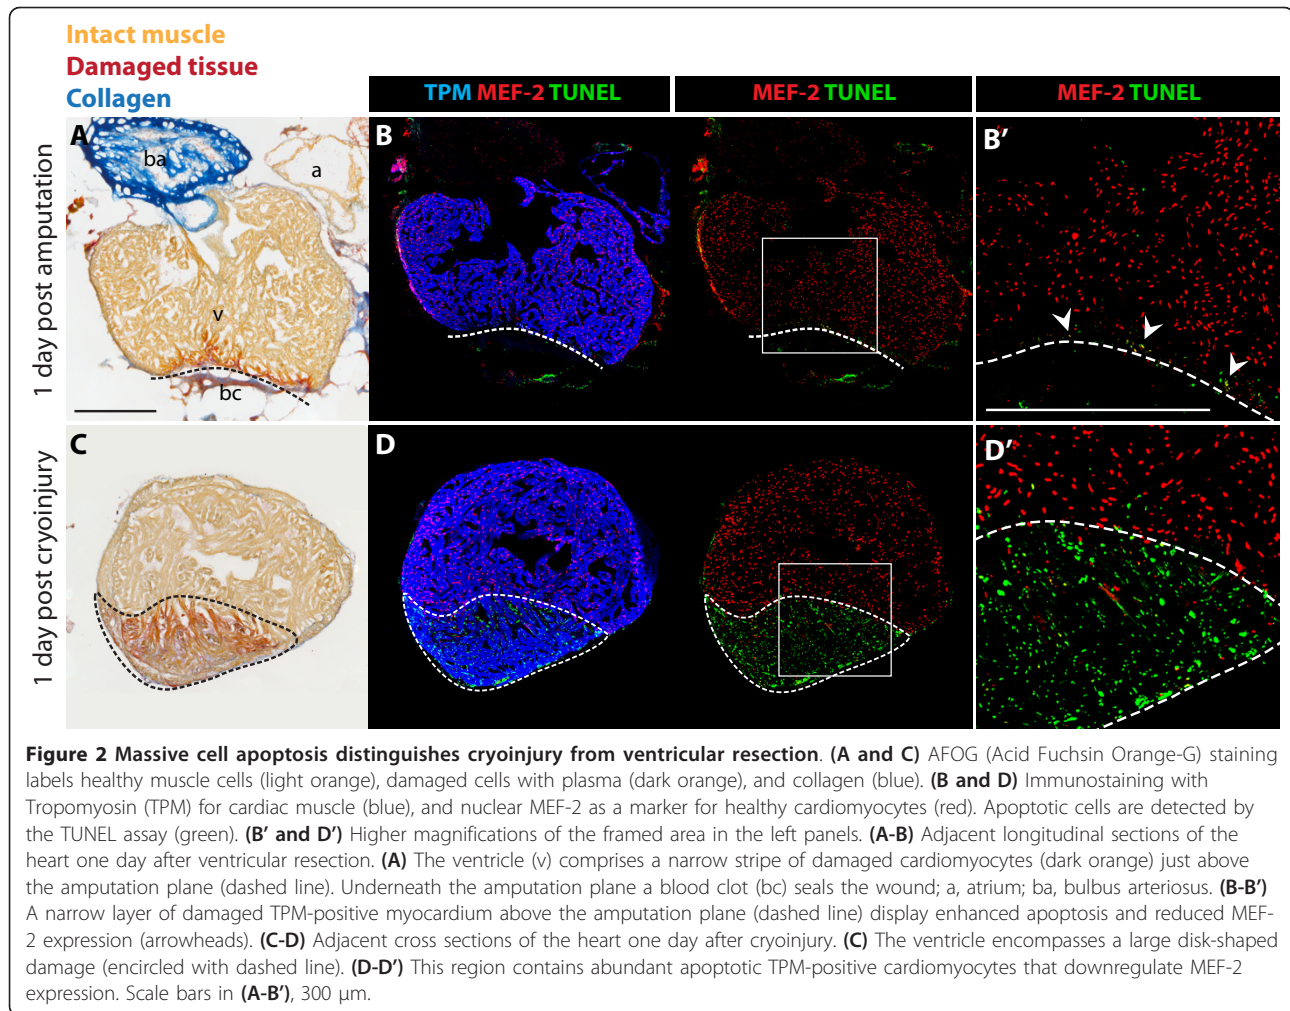 Intact muscle
Damaged tissue
Collagen
TPM MEF-2 TUNEL
MEF-2 TUNEL
MEF-2 TUNEL
1 day post amputation
A
ba
a
v
bc
B
B′
1 day post cryoinjury
C
D
D′
Figure 2 Massive cell apoptosis distinguishes cryoinjury from ventricular resection. (A and C) AFOG (Acid Fuchsin Orange-G) staining
labels healthy muscle cells (light orange), damaged cells with plasma (dark orange), and collagen (blue). (B and D) Immunostaining with
Tropomyosin (TPM) for cardiac muscle (blue), and nuclear MEF-2 as a marker for healthy cardiomyocytes (red). Apoptotic cells are detected by
the TUNEL assay (green). (B′ and D′) Higher magnifications of the framed area in the left panels. (A-B) Adjacent longitudinal sections of the
heart one day after ventricular resection. (A) The ventricle (v) comprises a narrow stripe of damaged cardiomyocytes (dark orange) just above
the amputation plane (dashed line). Underneath the amputation plane a blood clot (bc) seals the wound; a, atrium; ba, bulbus arteriosus. (B-B′)
A narrow layer of damaged TPM-positive myocardium above the amputation plane (dashed line) display enhanced apoptosis and reduced MEF-
2 expression (arrowheads). (C-D) Adjacent cross sections of the heart one day after cryoinjury. (C) The ventricle encompasses a large disk-shaped
damage (encircled with dashed line). (D-D′) This region contains abundant apoptotic TPM-positive cardiomyocytes that downregulate MEF-2
expression. Scale bars in (A-B′), 300 μm.